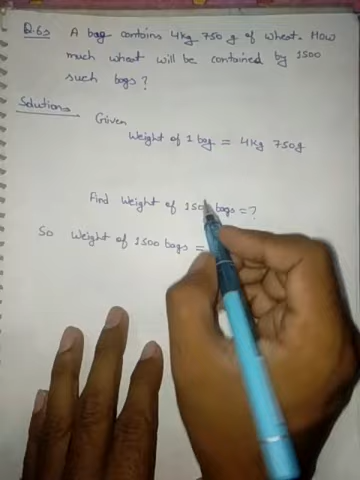 Q.6:- A bag contains 4kg 750 g of wheat. How
much wheat will be contained by 1500
such bags?
Solution:-
Given
Weight of 1 bag = 4kg 750g
Find Weight of 1500 bags = ?
So Weight of 1500 bags =